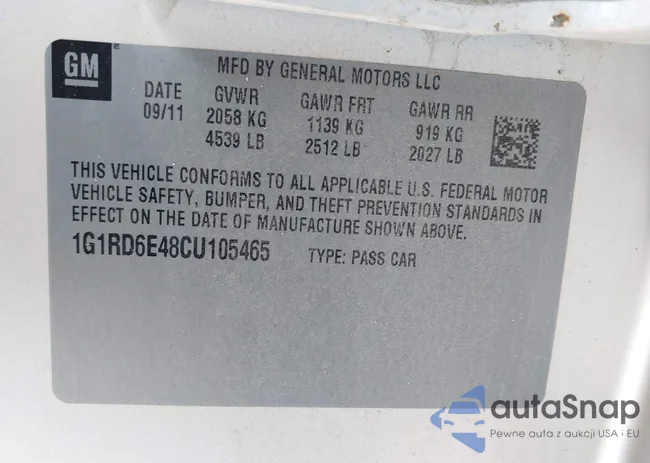 GM
MFD BY GENERAL MOTORS LLC
DATE GVWR GAWR FRT GAWR RR
09/11 2058 KG 1139 KG 919 KG
4539 LB 2512 LB 2027 LB
THIS VEHICLE CONFORMS TO ALL APPLICABLE U.S. FEDERAL MOTOR
VEHICLE SAFETY, BUMPER, AND THEFT PREVENTION STANDARDS IN
EFFECT ON THE DATE OF MANUFACTURE SHOWN ABOVE.
1G1RD6E48CU105465 TYPE: PASS CAR
autoSnap
Pewne auta z aukcji USA i EU